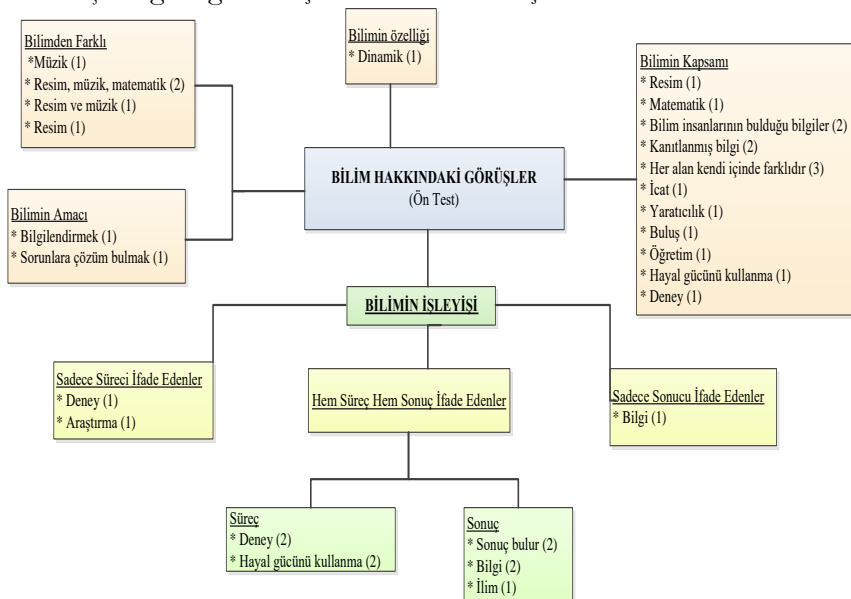 Bilimden Farklı
*Müzik (1)
* Resim, müzik, matematik (2)
* Resim ve müzik (1)
* Resim (1)
Bilimin özelliği
* Dinamik (1)
Bilimin Kapsamı
* Resim (1)
* Matematik (1)
* Bilim insanlarının bulduğu bilgiler (2)
* Kanıtlanmış bilgi (2)
* Her alan kendi içinde farklıdır (3)
* İcat (1)
* Yaratıcılık (1)
* Buluş (1)
* Öğretim (1)
* Hayal gücünü kullanma (1)
* Deney (1)
BİLİM HAKKINDAKİ GÖRÜŞLER
(Ön Test)
Bilimin Amacı
* Bilgilendirmek (1)
* Sorunlara çözüm bulmak (1)
BİLİMİN İŞLEYİŞİ
Sadece Süreci İfade Edenler
* Deney (1)
* Araştırma (1)
Hem Süreç Hem Sonuç İfade Edenler
Sadece Sonucu İfade Edenler
* Bilgi (1)
Süreç
* Deney (2)
* Hayal gücünü kullanma (2)
Sonuç
* Sonuç bulur (2)
* Bilgi (2)
* İlim (1)